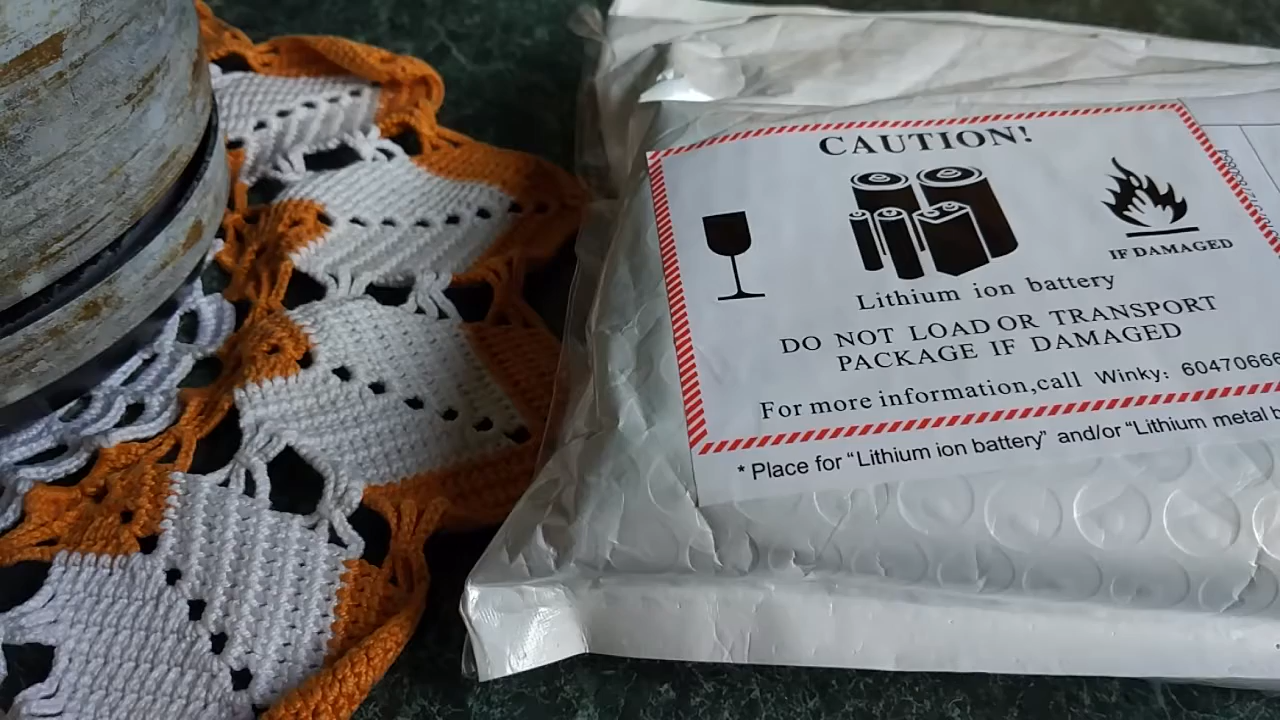 CAUTION!
IF DAMAGED
Lithium ion battery
DO NOT LOAD OR TRANSPORT
PACKAGE IF DAMAGED
For more information,call Winky: 6047066
* Place for “Lithium ion battery” and/or “Lithium metal b